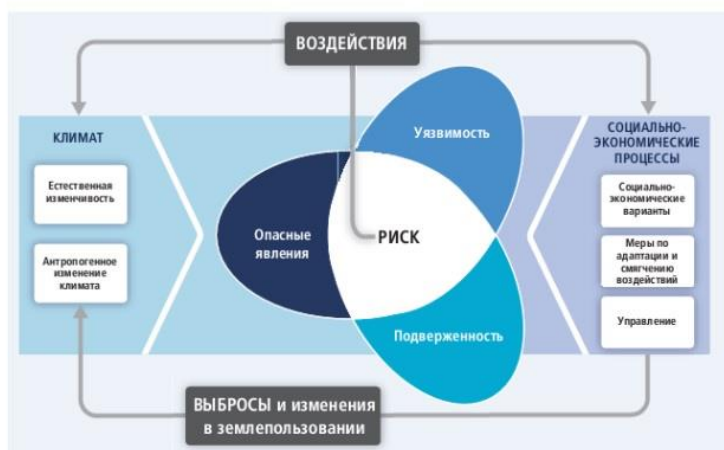 ВОЗДЕЙСТВИЯ
КЛИМАТ
Естественная
изменчивость
Антропогенное
изменение
климата
Уязвимость
Опасные
явления
РИСК
Подверженность
СОЦИАЛЬНО-
ЭКОНОМИЧЕСКИЕ
ПРОЦЕССЫ
Социально-
экономические
варианты
Меры по
адаптации и
смягчению
воздействий
Управление
ВЫБРОСЫ и изменения
в землепользовании